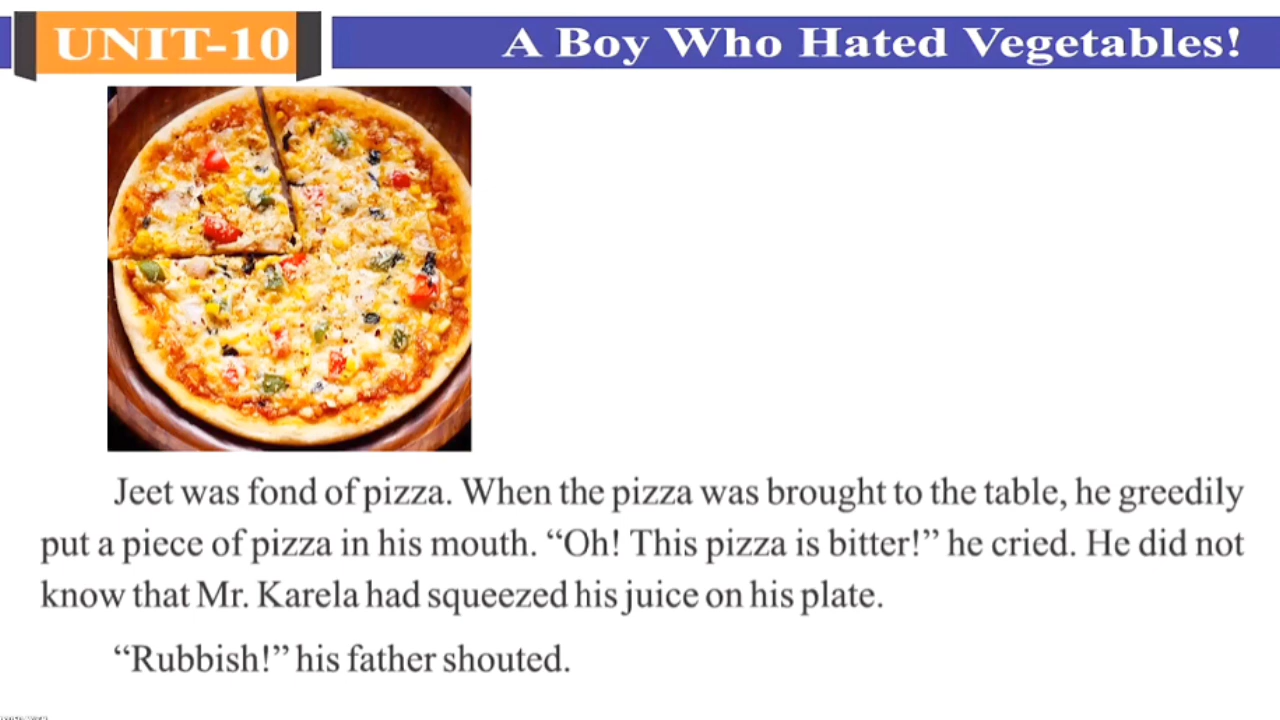 UNIT-10
A Boy Who Hated Vegetables!
Jeet was fond of pizza. When the pizza was brought to the table, he greedily
put a piece of pizza in his mouth. “Oh! This pizza is bitter!” he cried. He did not
know that Mr. Karela had squeezed his juice on his plate.
“Rubbish!” his father shouted.